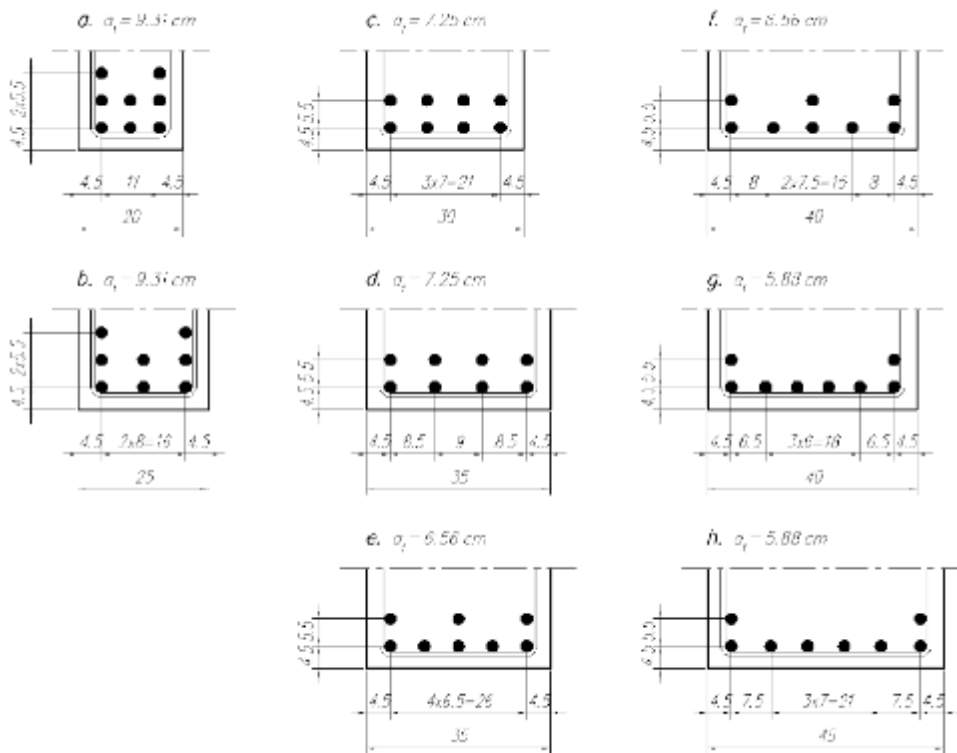 a. a₁ = 9.31 cm
4.5 2x5.5
4.5 11 4.5
20
c. a₁ = 7.25 cm
4.5 5.5
4.5 3x7=21 4.5
30
f. a₁ = 6.56 cm
4.5 5.5
4.5 8 2x7.5=15 8 4.5
40
b. a₁ = 9.31 cm
4.5 2x5.5
4.5 2x8=16 4.5
25
d. a₁ = 7.25 cm
4.5 5.5
4.5 8.5 9 8.5 4.5
35
g. a₁ = 5.88 cm
4.5 5.5
4.5 6.5 3x6=18 6.5 4.5
40
e. a₁ = 6.56 cm
4.5 5.5
4.5 4x6.5=26 4.5
35
h. a₁ = 5.88 cm
4.5 5.5
4.5 7.5 3x7=21 7.5 4.5
45